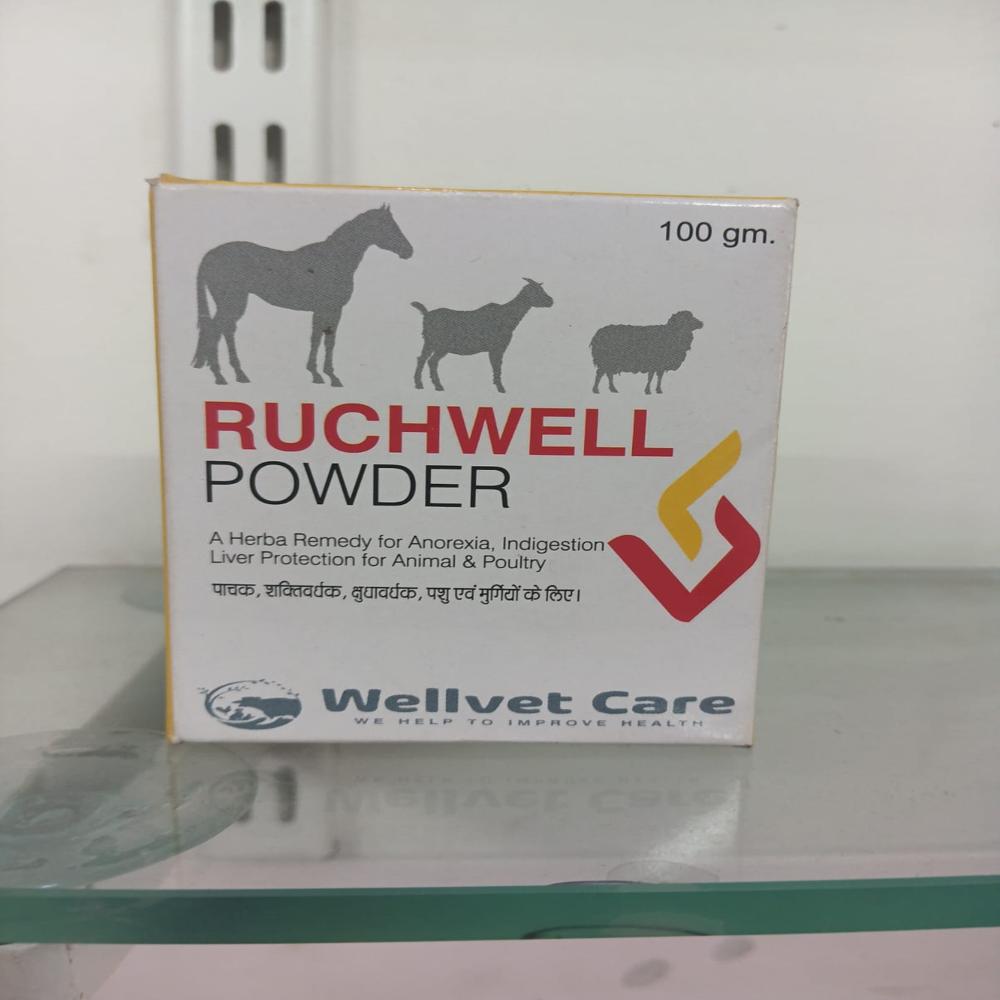 100 gm.
RUCHWELL
POWDER
A Herba Remedy for Anorexia, Indigestion
Liver Protection for Animal & Poultry
पाचक, शक्तिवर्धक, क्षुधावर्धक, पशु एवं मुर्गियों के लिए।
Wellvet Care
WE HELP TO IMPROVE HEALTH